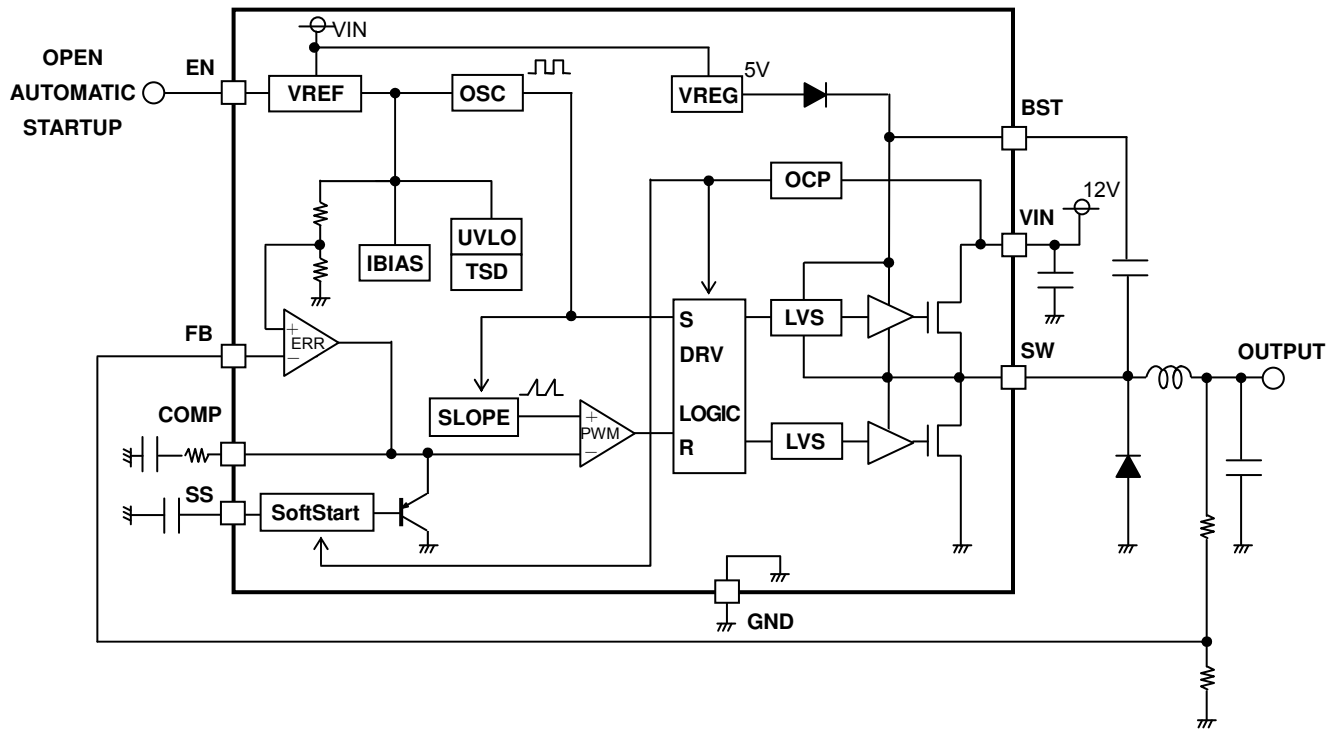 VIN
OPEN
AUTOMATIC
STARTUP
EN
VREF
OSC
5V
VREG
BST
OCP
12V
VIN
UVLO
TSD
IBIAS
FB
+
ERR
−
S
DRV
LOGIC
R
LVS
SW
OUTPUT
COMP
SLOPE
+
PWM
−
LVS
SS
SoftStart
GND